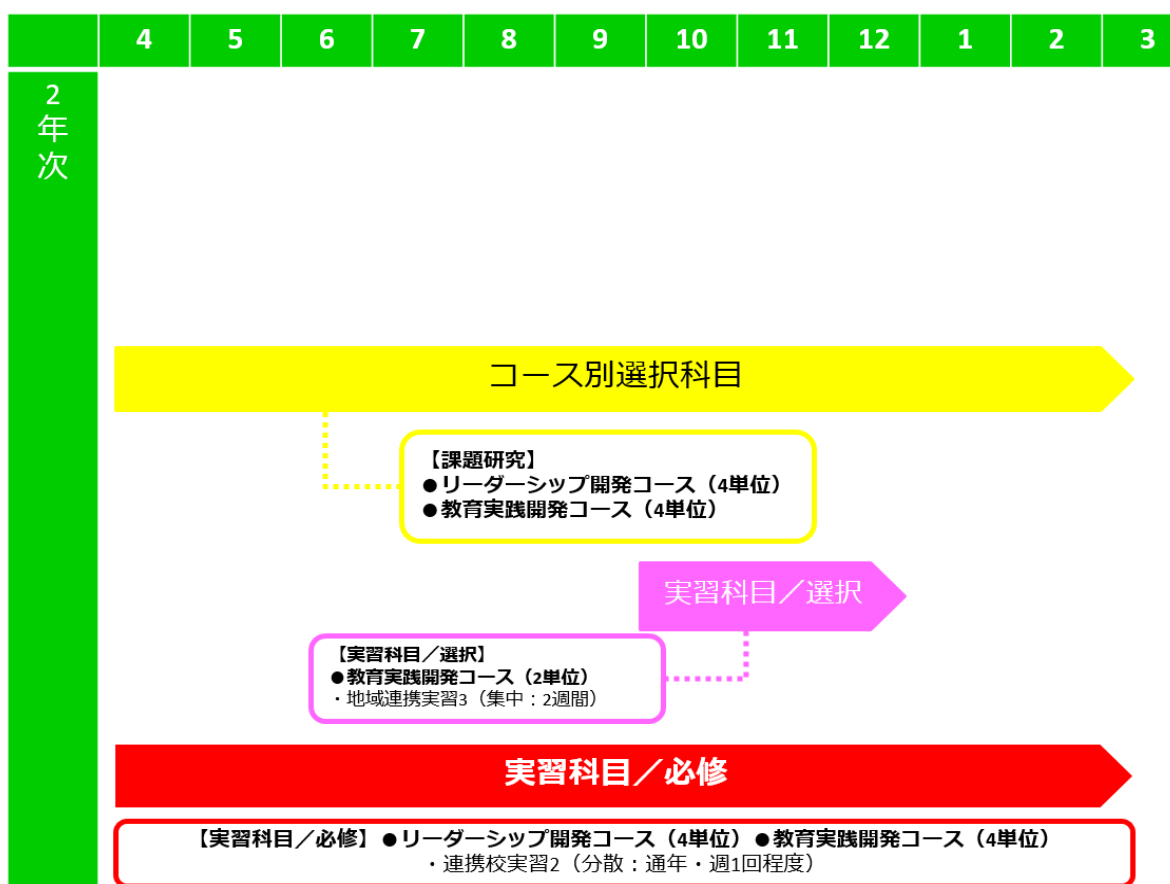 4 5 6 7 8 9 10 11 12 1 2 3
2年次
コース別選択科目
【課題研究】
●リーダーシップ開発コース（4単位）
●教育実践開発コース（4単位）
実習科目／選択
【実習科目／選択】
●教育実践開発コース（2単位）
・地域連携実習3（集中：2週間）
実習科目／必修
【実習科目／必修】●リーダーシップ開発コース（4単位）●教育実践開発コース（4単位）
・連携校実習2（分散：通年・週1回程度）